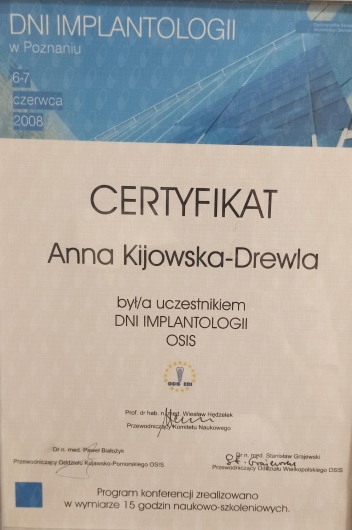 DNI IMPLANTOLOGII
w Poznaniu
6-7
czerwca
2008
CERTYFIKAT
Anna Kijowska-Drewla
był/a uczestnikiem
DNI IMPLANTOLOGII
OSIS
OSIS EDI
Prof. dr hab. n. med. Wiesław Hędzelek
Przewodniczący Komitetu Naukowego
Dr n. med. Paweł Białożyk
Przewodniczący Oddziału Kujawsko-Pomorskiego OSIS
Dr n. med. Stanisław Grajewski
Przewodniczący Oddziału Wielkopolskiego OSIS
Program konferencji zrealizowano
w wymiarze 15 godzin naukowo-szkoleniowych.